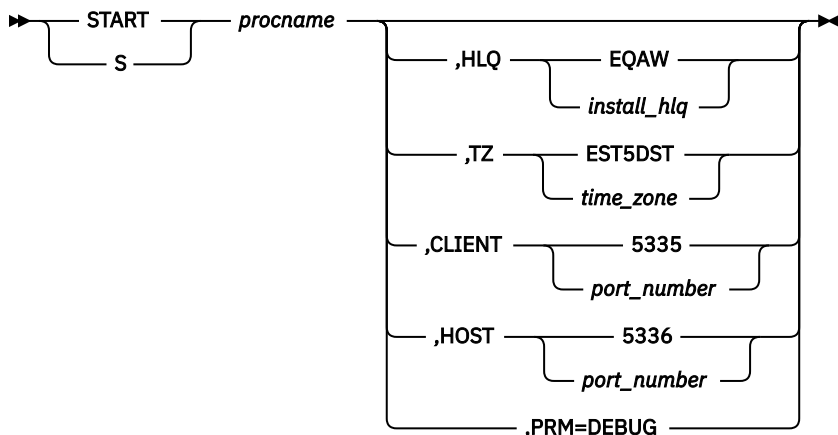 START procname
S
,HLQ EQAW
install_hlq
,TZ EST5DST
time_zone
,CLIENT 5335
port_number
,HOST 5336
port_number
,PRM=DEBUG